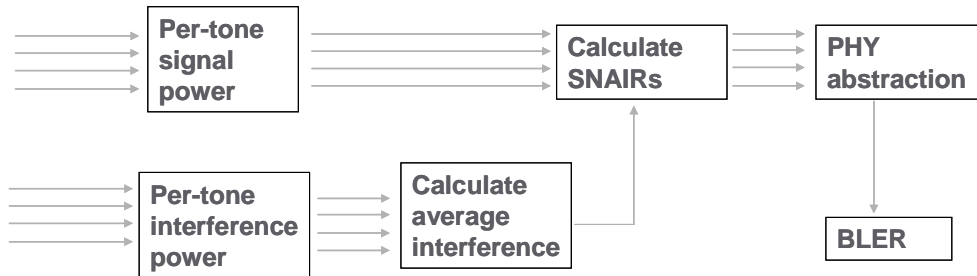 Per-tone
signal
power
Calculate
SNAIRs
PHY
abstraction
Per-tone
interference
power
Calculate
average
interference
BLER